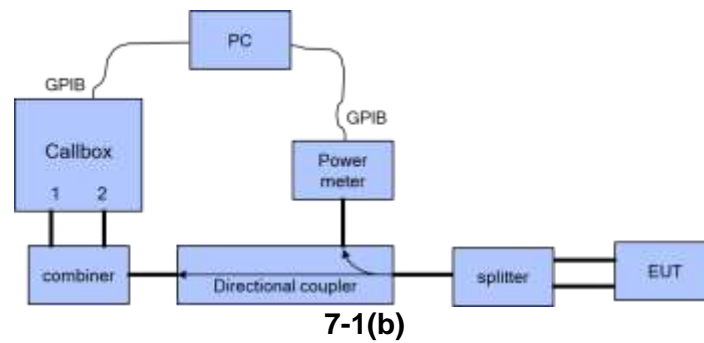 PC
GPIB
GPIB
Callbox
1 2
Power
meter
combiner
Directional coupler
splitter
EUT
7-1(b)